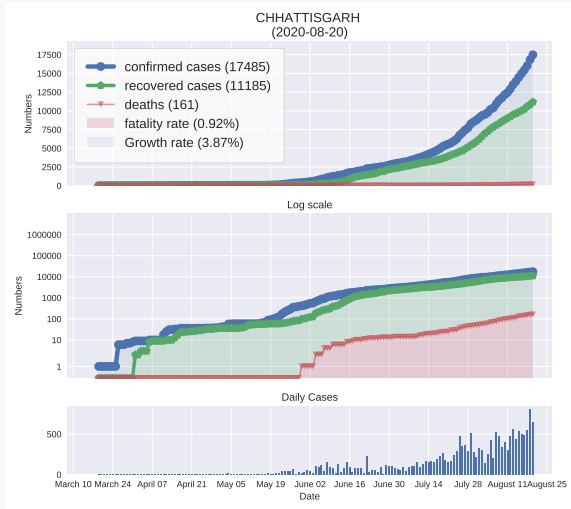 CHHATTISGARH
(2020-08-20)
Numbers
17500
15000
12500
10000
7500
5000
2500
0
confirmed cases (17485)
recovered cases (11185)
deaths (161)
fatality rate (0.92%)
Growth rate (3.87%)
Log scale
Numbers
1000000
100000
10000
1000
100
10
1
Daily Cases
500
0
March 10 March 24 April 07 April 21 May 05 May 19 June 02 June 16 June 30 July 14 July 28 August 11 August 25
Date